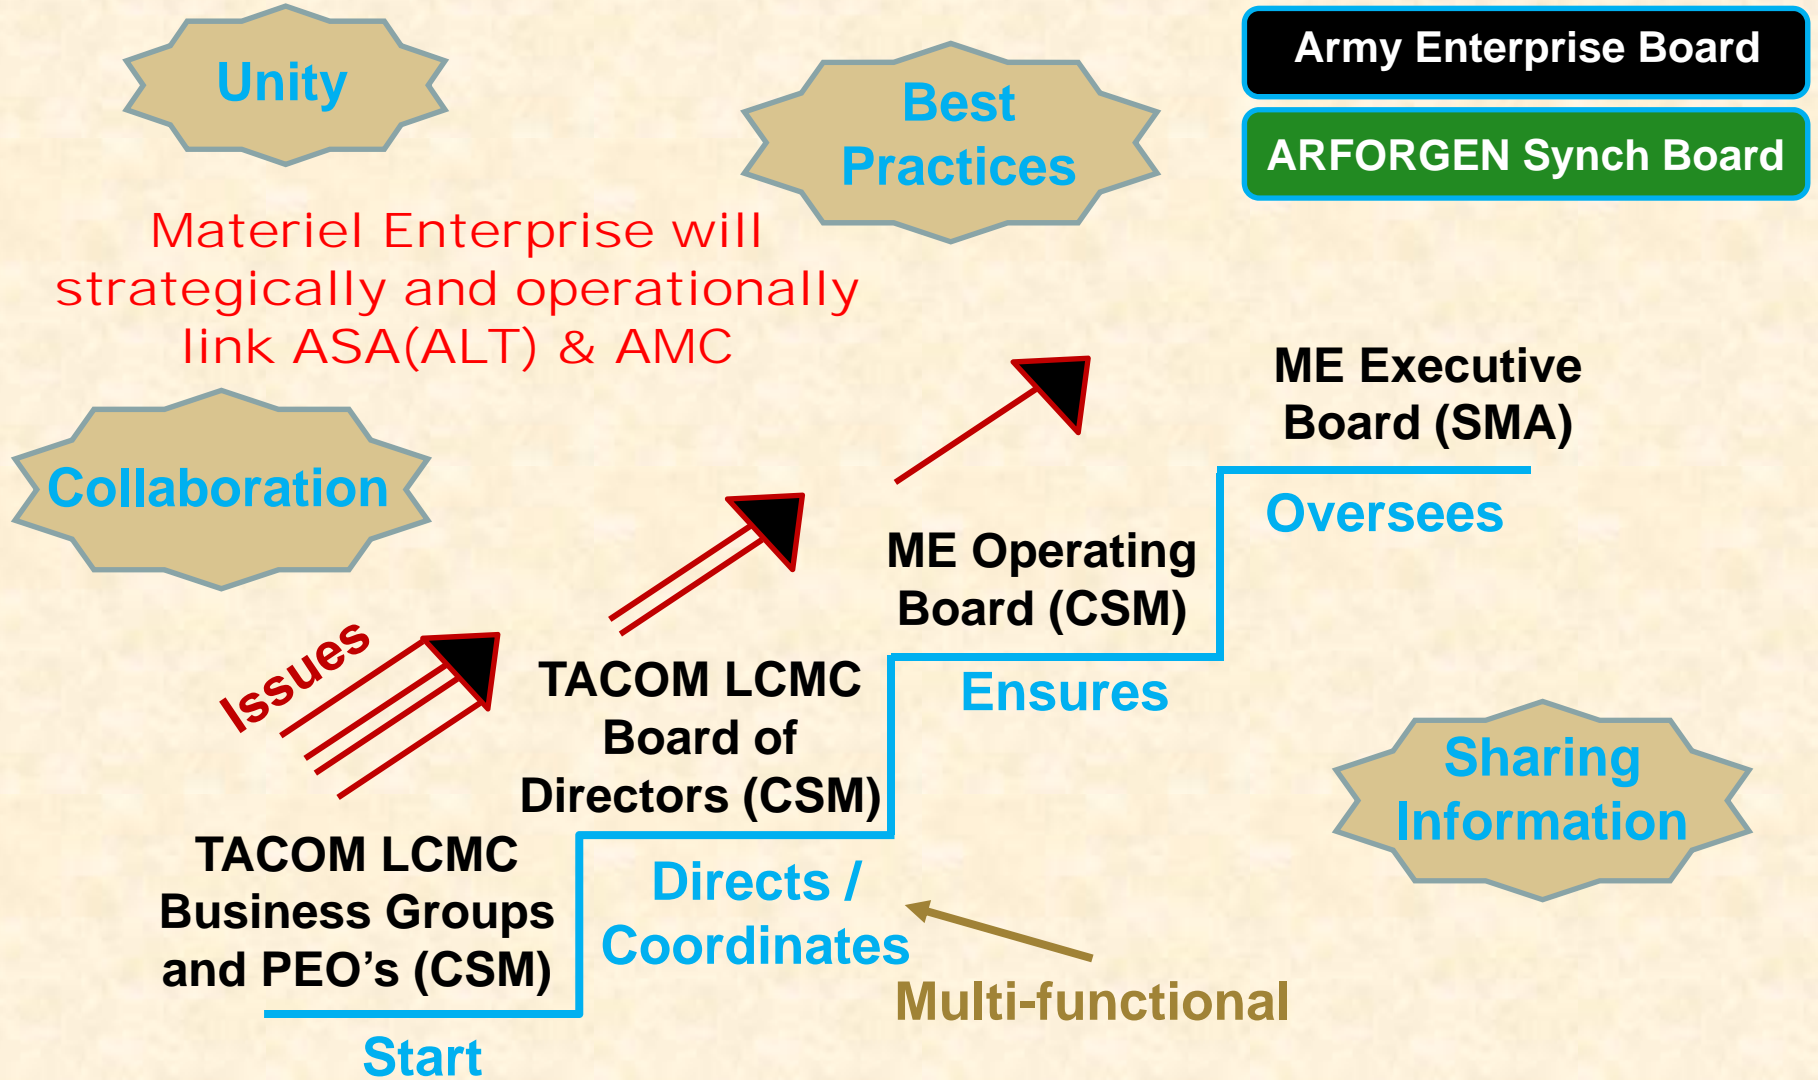 Unity
Best
Practices
Army Enterprise Board
ARFORGEN Synch Board
Materiel Enterprise will
strategically and operationally
link ASA(ALT) & AMC
Collaboration
ME Executive
Board (SMA)
Oversees
ME Operating
Board (CSM)
Ensures
Issues
TACOM LCMC
Board of
Directors (CSM)
Directs /
Coordinates
Sharing
Information
TACOM LCMC
Business Groups
and PEO’s (CSM)
Multi-functional
Start